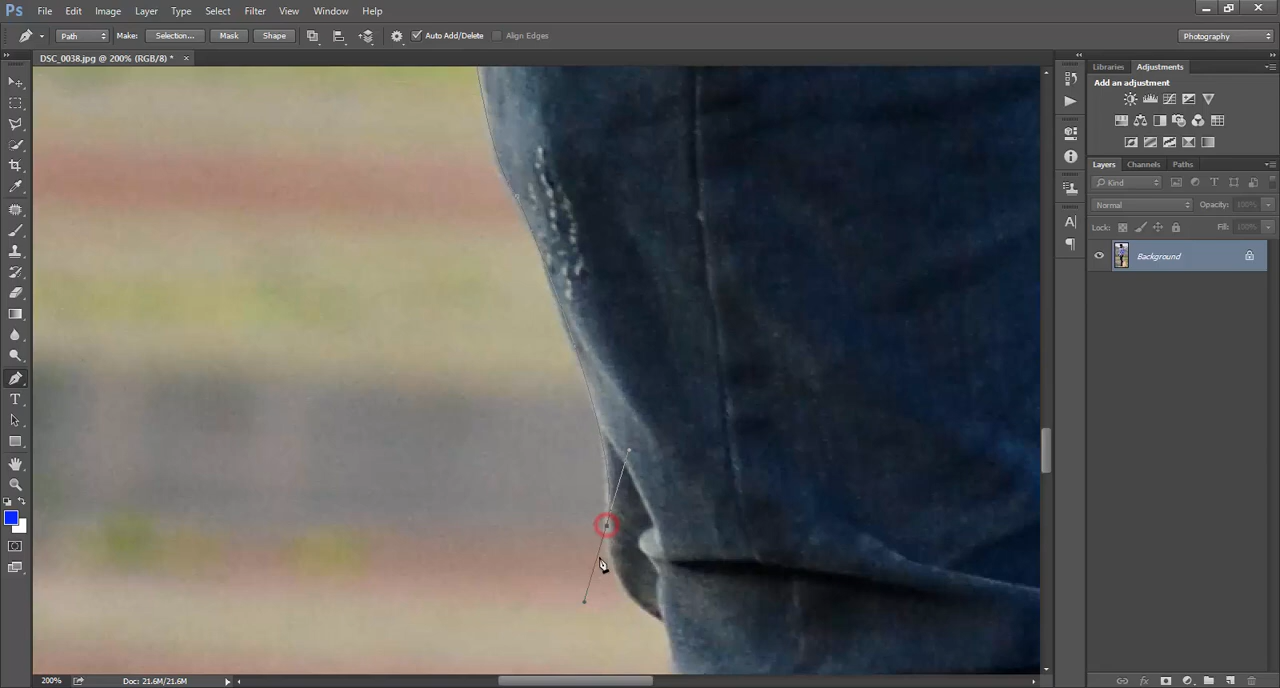 Ps File Edit Image Layer Type Select Filter View Window Help
Path Make: Selection... Mask Shape Auto Add/Delete Align Edges Photography
DSC_0038.jpg @ 200% (RGB/8) * ×
Libraries Adjustments
Add an adjustment
Layers Channels Paths
Kind
Normal Opacity: 100%
Lock: Fill: 100%
Background
200% Doc: 21.6M/21.6M